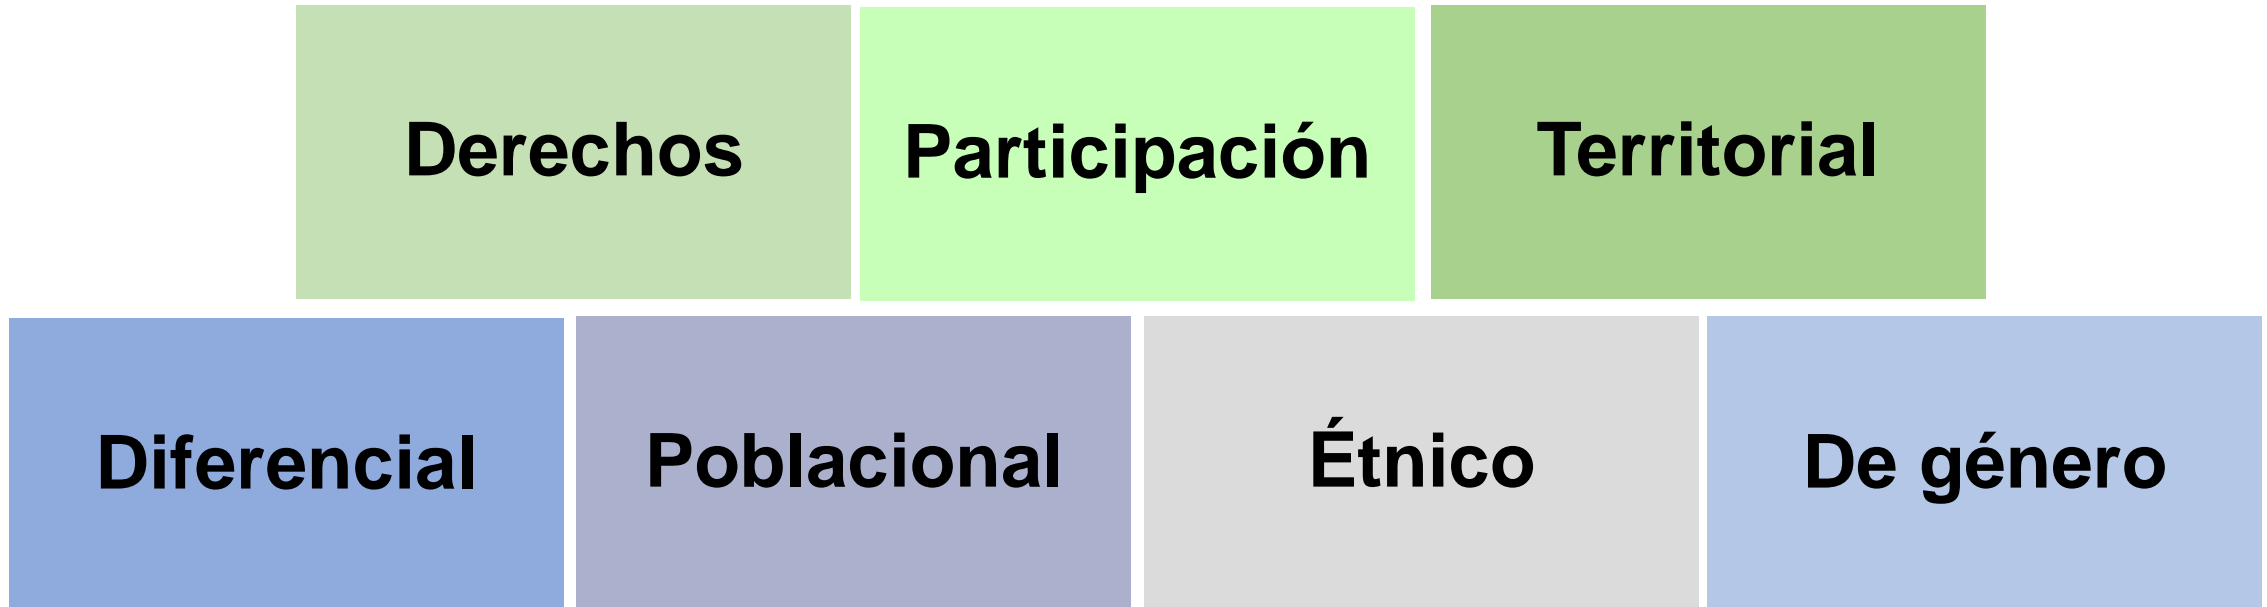 Derechos
Participación
Territorial
Diferencial
Poblacional
Étnico
De género